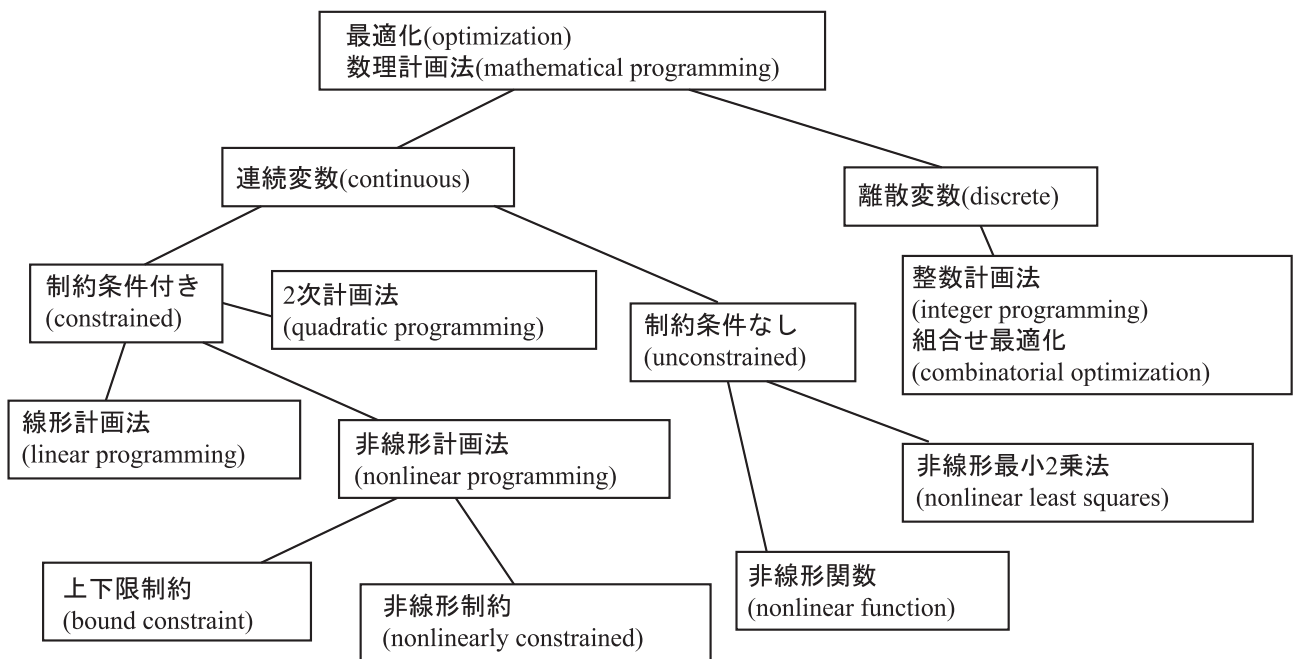 最適化(optimization)
数理計画法(mathematical programming)
連続変数(continuous)
離散変数(discrete)
制約条件付き
(constrained)
2次計画法
(quadratic programming)
制約条件なし
(unconstrained)
整数計画法
(integer programming)
組合せ最適化
(combinatorial optimization)
線形計画法
(linear programming)
非線形計画法
(nonlinear programming)
非線形最小2乗法
(nonlinear least squares)
上下限制約
(bound constraint)
非線形制約
(nonlinearly constrained)
非線形関数
(nonlinear function)